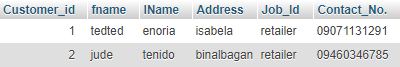 Customer_id fname lName Address Job_Id Contact_No.
1 tedted enoria isabela retailer 09071131291
2 jude tenido binalbagan retailer 09460346785